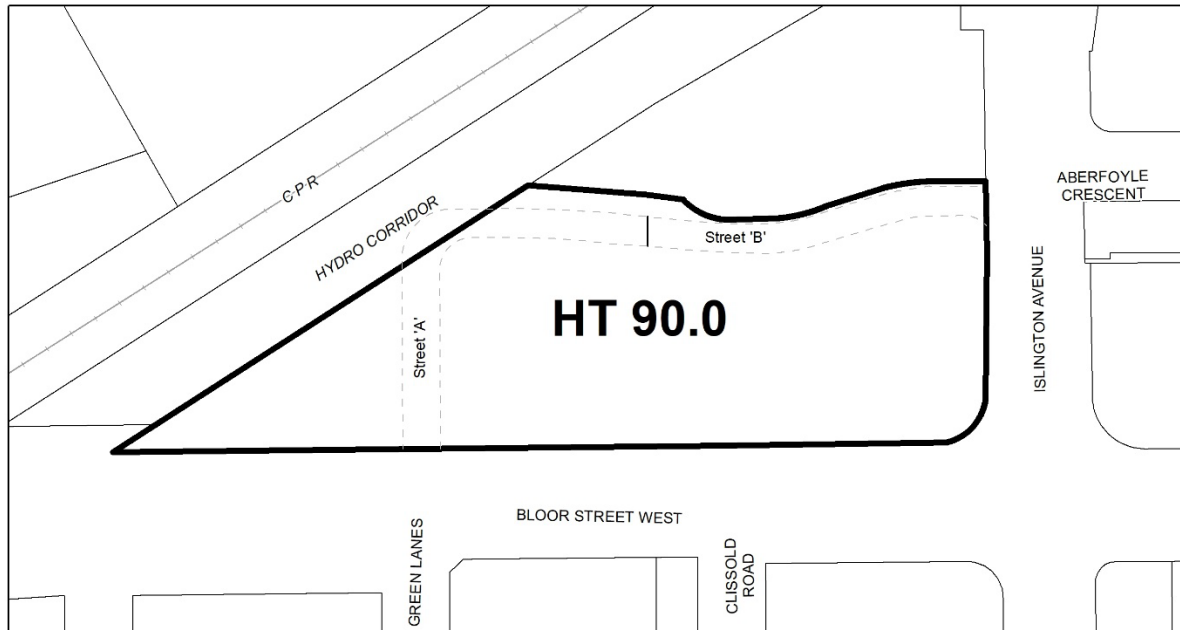 C.P.R
HYDRO CORRIDOR
ABERFOYLE
CRESCENT
Street 'B'
HT 90.0
Street 'A'
ISLINGTON AVENUE
BLOOR STREET WEST
GREEN LANES
CLISSOLD
ROAD